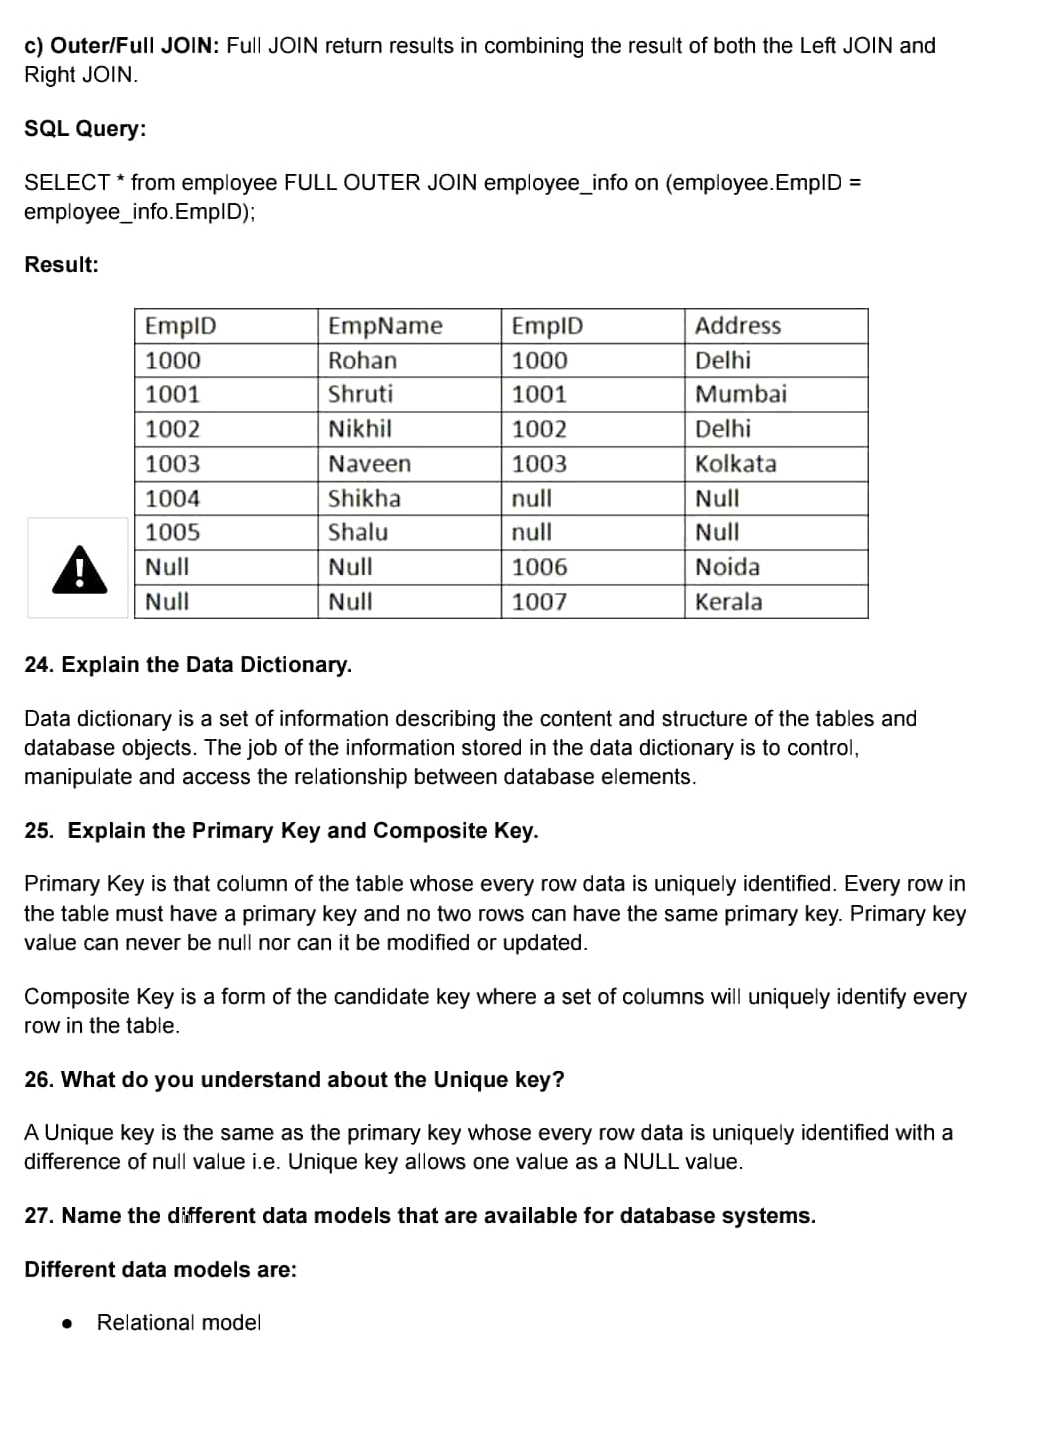 c) Outer/Full JOIN: Full JOIN return results in combining the result of both the Left JOIN and
Right JOIN.
SQL Query:
SELECT * from employee FULL OUTER JOIN employee_info on (employee.EmpID =
employee_info.EmpID);
Result:
EmpID EmpName EmpID Address
1000 Rohan 1000 Delhi
1001 Shruti 1001 Mumbai
1002 Nikhil 1002 Delhi
1003 Naveen 1003 Kolkata
1004 Shikha null Null
1005 Shalu null Null
Null Null 1006 Noida
Null Null 1007 Kerala
24. Explain the Data Dictionary.
Data dictionary is a set of information describing the content and structure of the tables and
database objects. The job of the information stored in the data dictionary is to control,
manipulate and access the relationship between database elements.
25. Explain the Primary Key and Composite Key.
Primary Key is that column of the table whose every row data is uniquely identified. Every row in
the table must have a primary key and no two rows can have the same primary key. Primary key
value can never be null nor can it be modified or updated.
Composite Key is a form of the candidate key where a set of columns will uniquely identify every
row in the table.
26. What do you understand about the Unique key?
A Unique key is the same as the primary key whose every row data is uniquely identified with a
difference of null value i.e. Unique key allows one value as a NULL value.
27. Name the different data models that are available for database systems.
Different data models are:
● Relational model